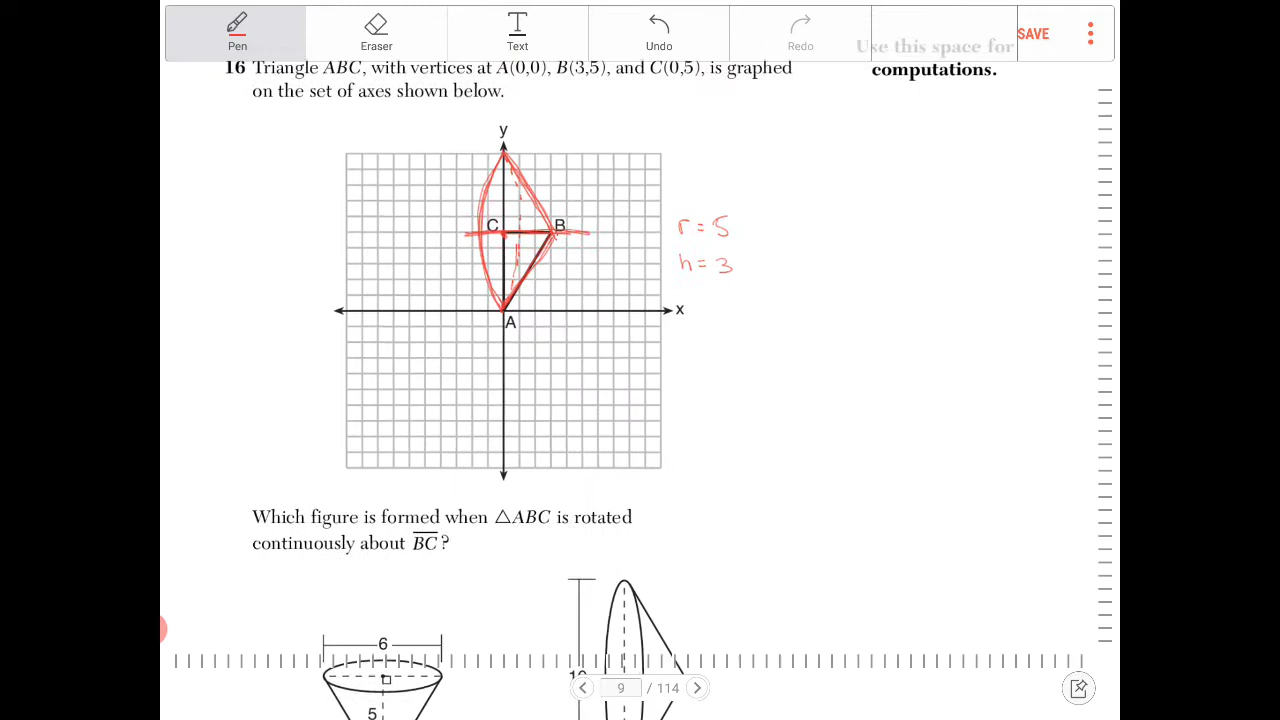 Pen
Eraser
Text
Undo
Redo
SAVE
Use this space for
computations.
16 Triangle ABC, with vertices at A(0,0), B(3,5), and C(0,5), is graphed
on the set of axes shown below.
y
C
B
r = 5
h = 3
x
A
Which figure is formed when △ABC is rotated
continuously about B̅C̅?
6
5
9 / 114